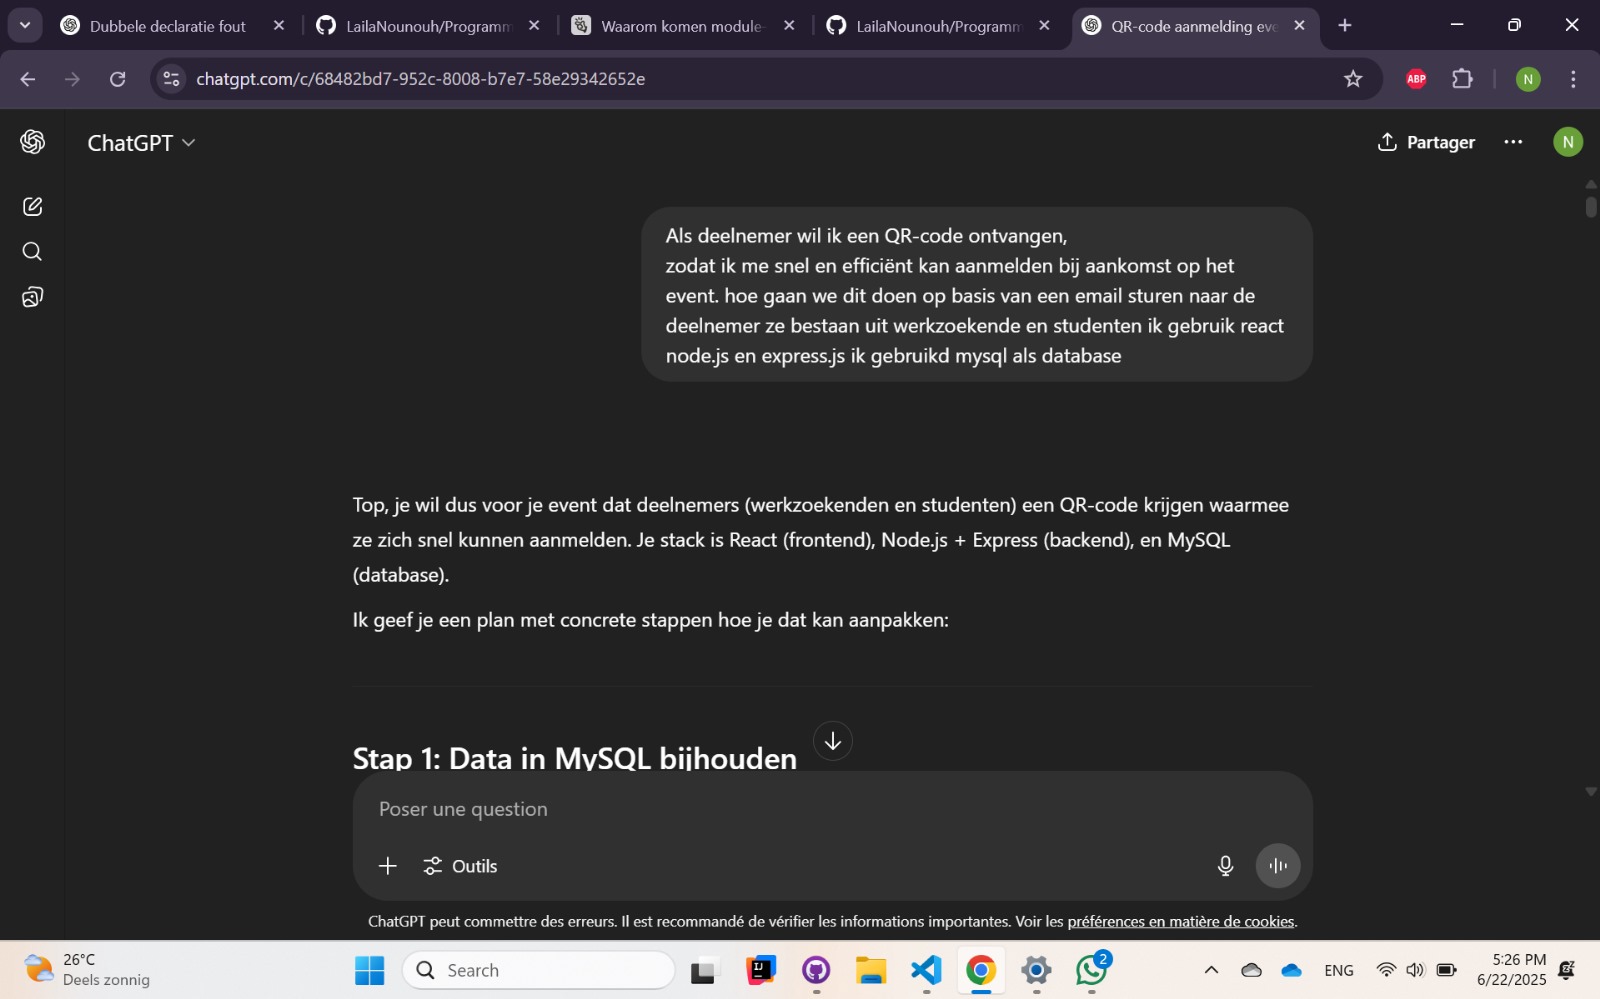 Dubbele declaratie fout
LailaNounouh/Programm
Waarom komen module-
LailaNounouh/Programm
QR-code aanmelding eve
chatgpt.com/c/68482bd7-952c-8008-b7e7-58e29342652e
ABP
N
ChatGPT
Partager
N
Als deelnemer wil ik een QR-code ontvangen,
zodat ik me snel en efficiënt kan aanmelden bij aankomst op het
event. hoe gaan we dit doen op basis van een email sturen naar de
deelnemer ze bestaan uit werkzoekende en studenten ik gebruik react
node.js en express.js ik gebruikd mysql als database
Top, je wil dus voor je event dat deelnemers (werkzoekenden en studenten) een QR-code krijgen waarmee
ze zich snel kunnen aanmelden. Je stack is React (frontend), Node.js + Express (backend), en MySQL
(database).
Ik geef je een plan met concrete stappen hoe je dat kan aanpakken:
Stap 1: Data in MySQL bijhouden
Poser une question
Outils
ChatGPT peut commettre des erreurs. Il est recommandé de vérifier les informations importantes. Voir les préférences en matière de cookies.
26°C
Deels zonnig
Search
IJ
2
ENG
5:26 PM
6/22/2025